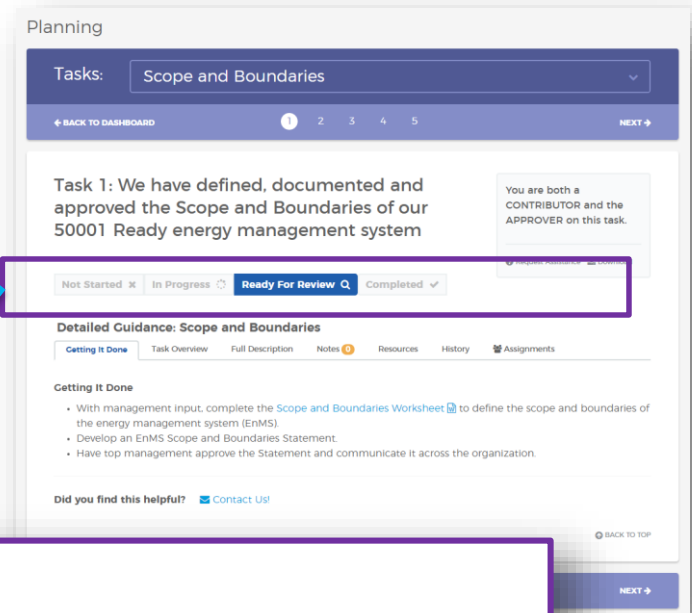 Planning
Tasks: Scope and Boundaries
← BACK TO DASHBOARD 1 2 3 4 5 NEXT →
Task 1: We have defined, documented and
approved the Scope and Boundaries of our
50001 Ready energy management system
You are both a
CONTRIBUTOR and the
APPROVER on this task.
Request Assistance Download
Not Started ✖ In Progress Ready For Review Completed ✔
Detailed Guidance: Scope and Boundaries
Getting It Done Task Overview Full Description Notes 0 Resources History Assignments
Getting It Done
• With management input, complete the Scope and Boundaries Worksheet to define the scope and boundaries of
the energy management system (EnMS).
• Develop an EnMS Scope and Boundaries Statement.
• Have top management approve the Statement and communicate it across the organization.
Did you find this helpful? Contact Us!
BACK TO TOP
NEXT →